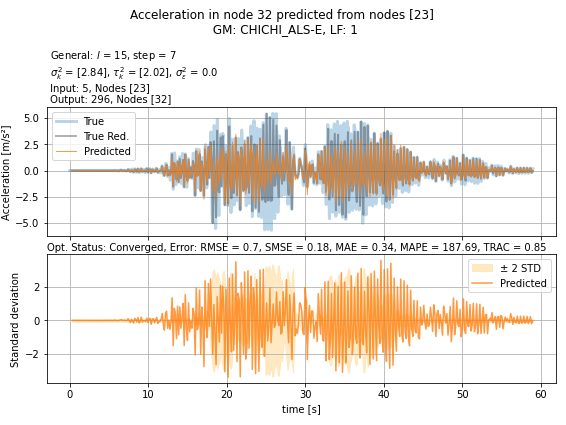 Acceleration in node 32 predicted from nodes [23]
GM: CHICHI_ALS-E, LF: 1
General: l = 15, step = 7
σ²ₖ = [2.84], τ²ₖ = [2.02], σ²ε = 0.0
Input: 5, Nodes [23]
Output: 296, Nodes [32]
5.0
2.5
0.0
−2.5
−5.0
Acceleration [m/s²]
True
True Red.
Predicted
Opt. Status: Converged, Error: RMSE = 0.7, SMSE = 0.18, MAE = 0.34, MAPE = 187.69, TRAC = 0.85
2
0
−2
Standard deviation
± 2 STD
Predicted
0 10 20 30 40 50 60
time [s]